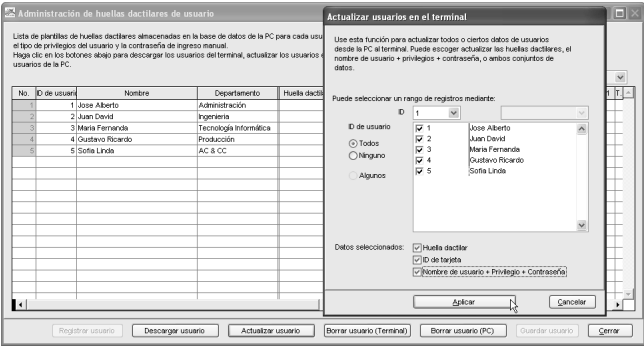 Administración de huellas dactilares de usuario
Lista de plantillas de huellas dactilares almacenadas en la base de datos de la PC para cada usu
el tipo de privilegios del usuario y la contraseña de ingreso manual.
Haga clic en los botones abajo para descargar los usuarios del terminal, actualizar los usuarios
usuarios de la PC.
No. ID de usuari Nombre Departamento Huella dactil
1 1 Jose Alberto Administración
2 2 Juan David Ingenieria
3 3 Maria Fernanda Tecnología Informática
4 4 Gustavo Ricardo Producción
5 5 Sofia Linda AC & CC
Registrar usuario Descargar usuario Actualizar usuario Borrar usuario (Terminal) Borrar usuario (PC) Guardar usuario Cerrar
Actualizar usuarios en el terminal
Use esta función para actualizar todos o ciertos datos de usuarios
desde la PC al terminal. Puede escoger actualizar las huellas dactilares, el
nombre de usuario + privilegios + contraseña, o ambos conjuntos de
datos.
Puede seleccionar un rango de registros mediante:
ID 1
ID de usuario
Todos
Ninguno
Algunos
1 Jose Alberto
2 Juan David
3 Maria Fernanda
4 Gustavo Ricardo
5 Sofia Linda
Datos seleccionados:
Huella dactilar
ID de tarjeta
Nombre de usuario + Privilegio + Contraseña
Aplicar Cancelar